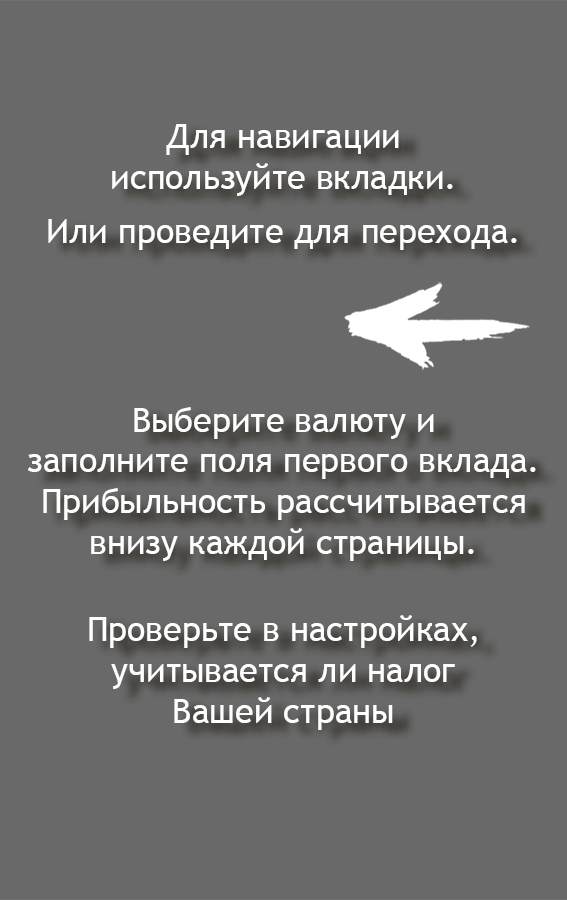 Для навигации
используйте вкладки.
Или проведите для перехода.
Выберите валюту и
заполните поля первого вклада.
Прибыльность рассчитывается
внизу каждой страницы.
Проверьте в настройках,
учитывается ли налог
Вашей страны